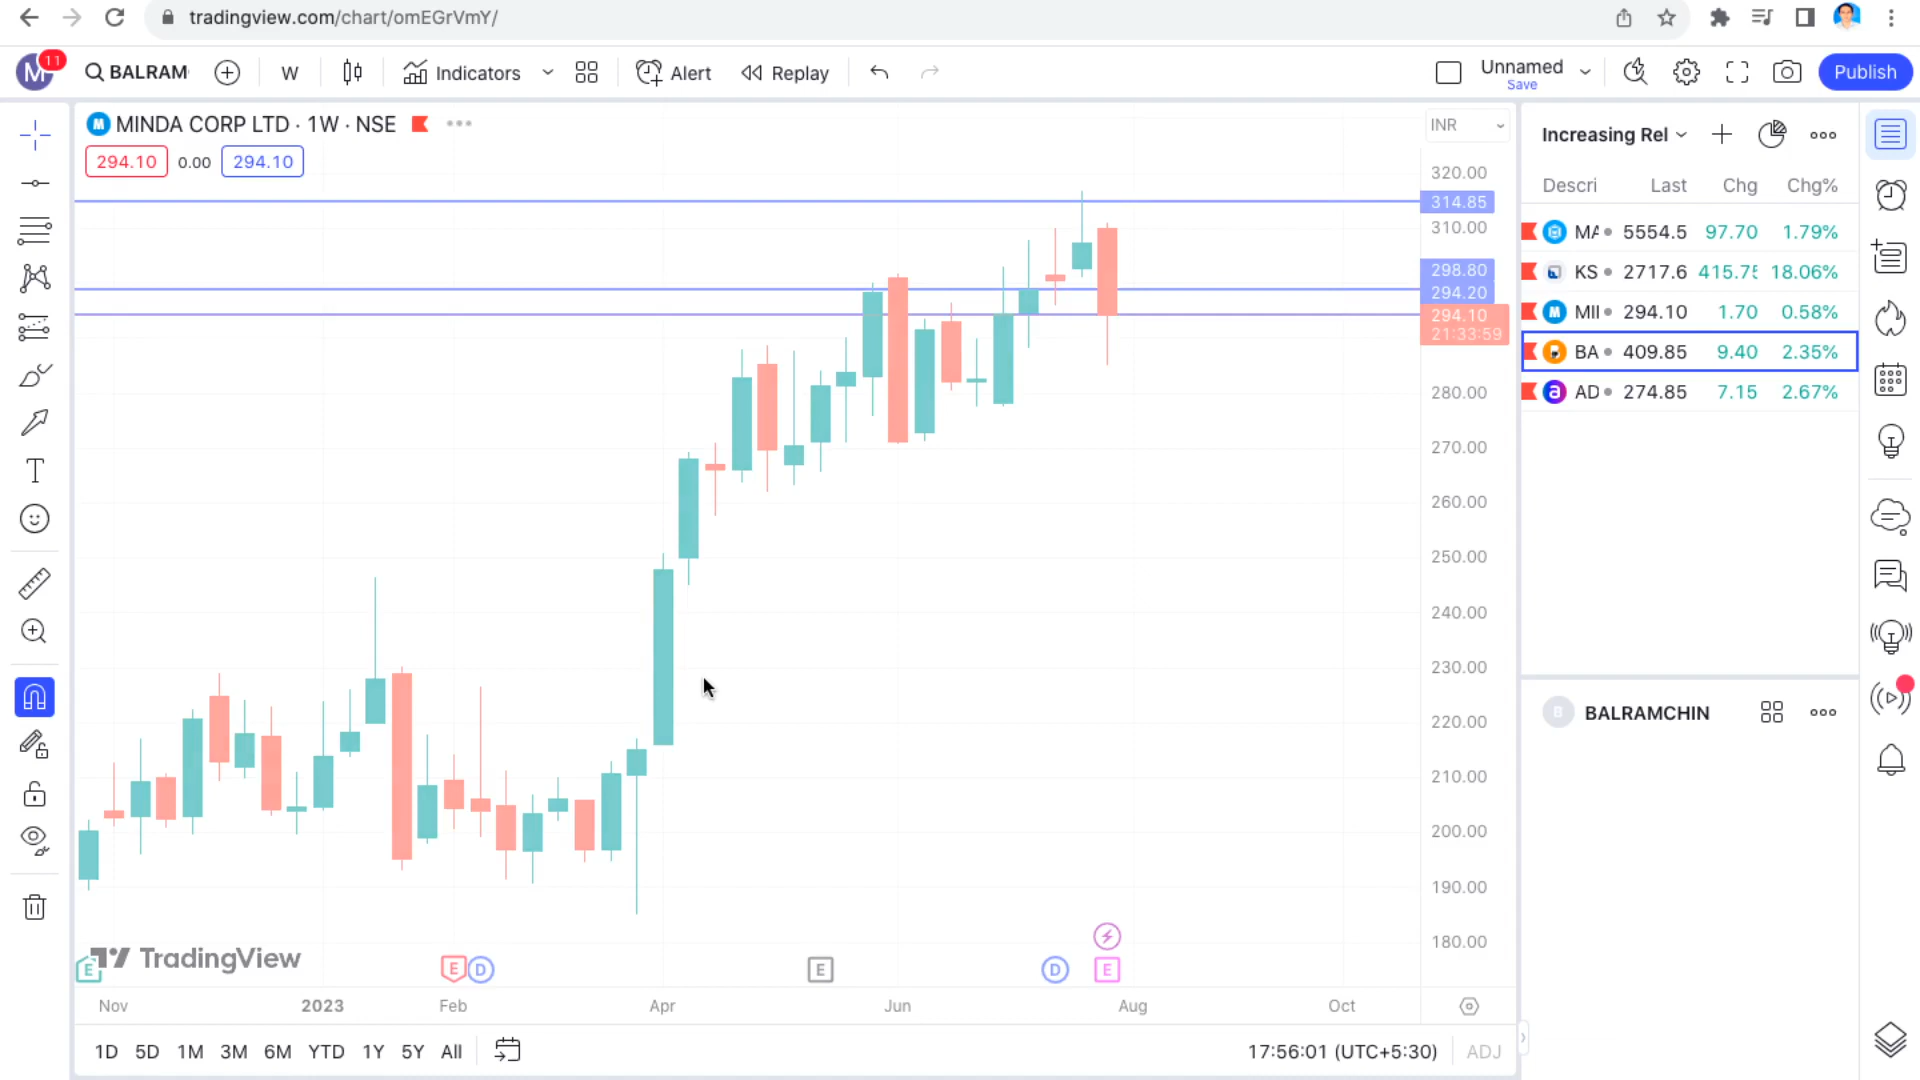 tradingview.com/chart/omEGrVmY/
M 11 BALRAM W Indicators Alert Replay Unnamed Save Publish
M MINDA CORP LTD · 1W · NSE
294.10 0.00 294.10
INR
320.00
314.85
310.00
298.80
294.20
294.10
21:33:59
280.00
270.00
260.00
250.00
240.00
230.00
220.00
210.00
200.00
190.00
180.00
Increasing Rel
Descri Last Chg Chg%
MA 5554.5 97.70 1.79%
KS 2717.6 415.75 18.06%
MII 294.10 1.70 0.58%
BA 409.85 9.40 2.35%
AD 274.85 7.15 2.67%
B BALRAMCHIN
TradingView
E E D E D E
Nov 2023 Feb Apr Jun Aug Oct
1D 5D 1M 3M 6M YTD 1Y 5Y All 17:56:01 (UTC+5:30) ADJ